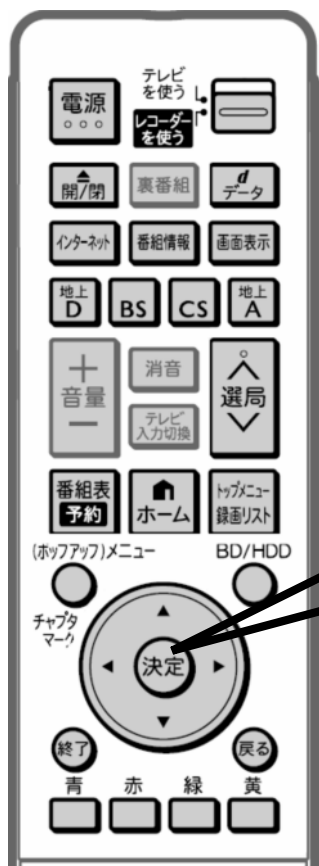 テレビ
を使う
電源
レコーダー
を使う
開/閉
裏番組
d
データ
インターネット
番組情報
画面表示
地上
D
BS
CS
地上
A
＋
音量
－
消音
選局
テレビ
入力切換
番組表
予約
ホーム
トップメニュー
録画リスト
(ポップアップ)メニュー
BD/HDD
チャプタ
マーク
決定
終了
戻る
青
赤
緑
黄